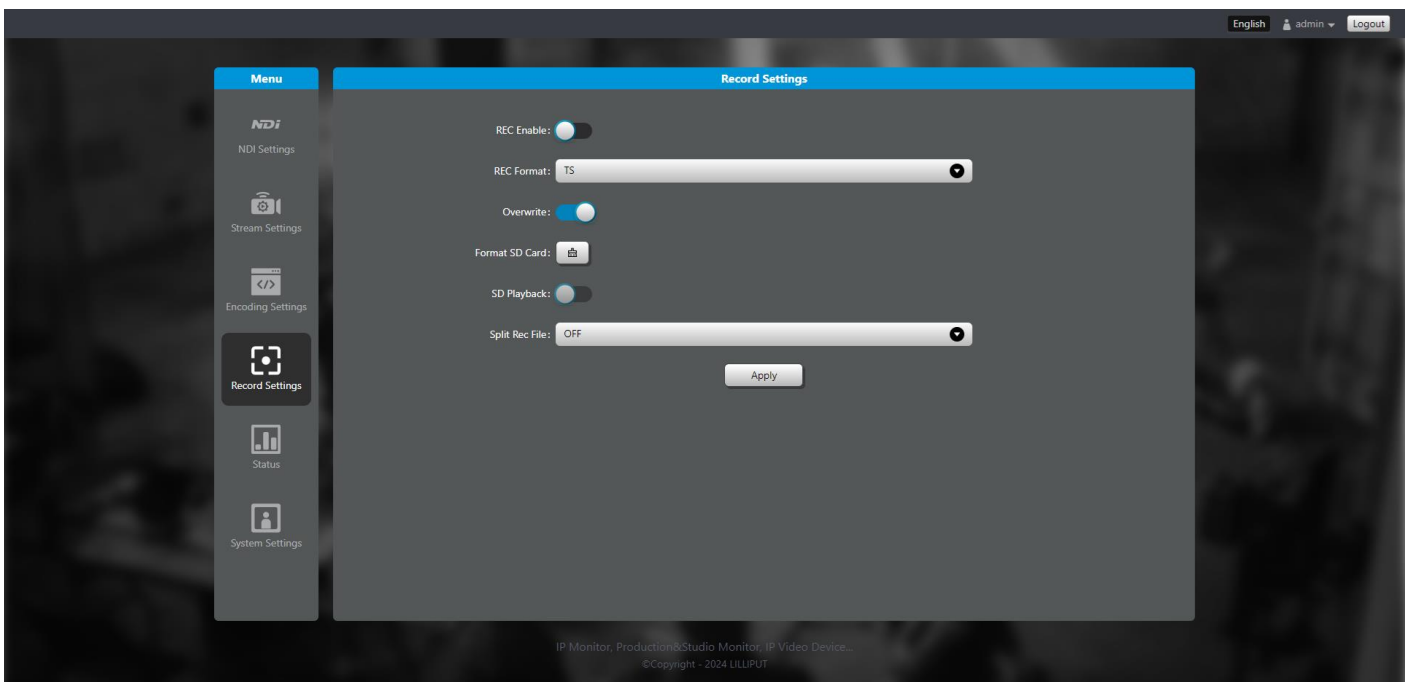 English admin Logout
Menu
Record Settings
NDI
NDI Settings
Stream Settings
</>
Encoding Settings
Record Settings
Status
System Settings
REC Enable:
REC Format: TS
Overwrite:
Format SD Card:
SD Playback:
Split Rec File: OFF
Apply
IP Monitor, Production&Studio Monitor, IP Video Device...
©Copyright - 2024 LILLIPUT